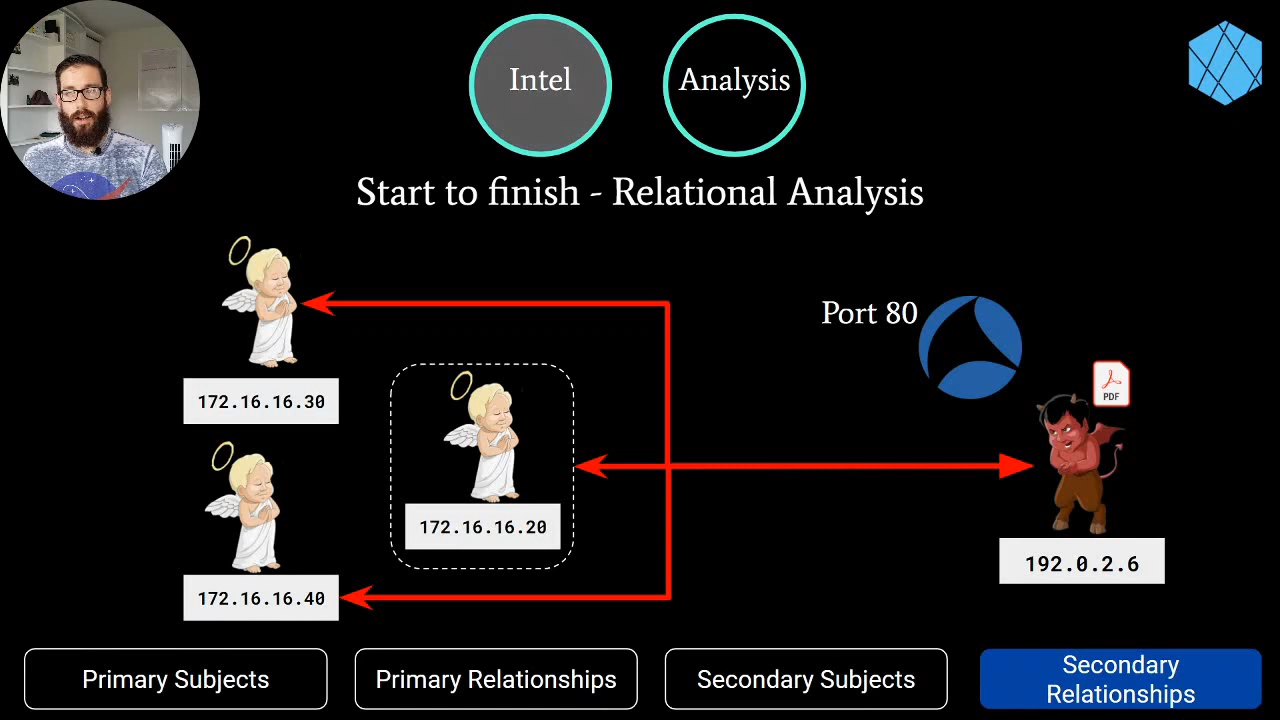 Intel
Analysis
Start to finish - Relational Analysis
Port 80
PDF
172.16.16.30
172.16.16.20
192.0.2.6
172.16.16.40
Primary Subjects
Primary Relationships
Secondary Subjects
Secondary
Relationships